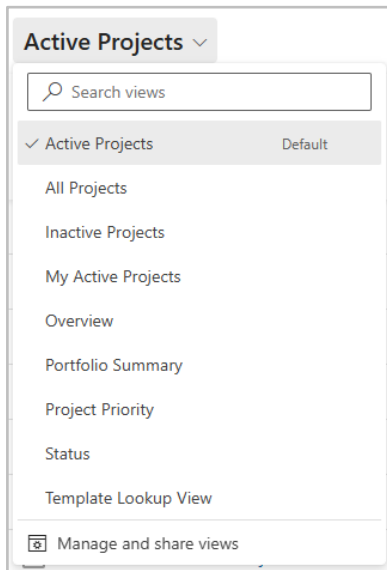 Active Projects
Search views
Active Projects Default
All Projects
Inactive Projects
My Active Projects
Overview
Portfolio Summary
Project Priority
Status
Template Lookup View
Manage and share views